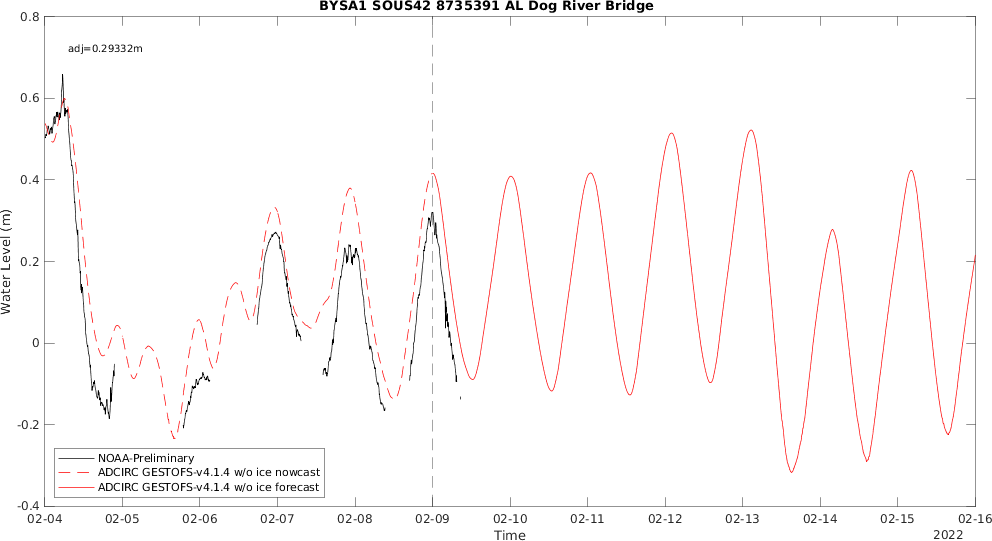 BYSA1 SOUS42 8735391 AL Dog River Bridge
adj=0.29332m
0.8
0.6
0.4
0.2
0
-0.2
-0.4
Water Level (m)
NOAA-Preliminary
ADCIRC GESTOFS-v4.1.4 w/o ice nowcast
ADCIRC GESTOFS-v4.1.4 w/o ice forecast
02-04 02-05 02-06 02-07 02-08 02-09 02-10 02-11 02-12 02-13 02-14 02-15 02-16
Time
2022